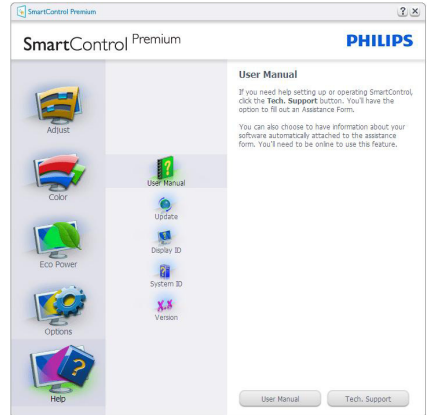 SmartControl Premium
SmartControl Premium
PHILIPS
Adjust
Color
Eco Power
Options
Help
User Manual
Update
Display ID
System ID
X.X
Version
User Manual
If you need help setting up or operating SmartControl,
click the Tech. Support button. You'll have the
option to fill out an Assistance Form.
You can also choose to have information about your
software automatically attached to the assistance
form. You'll need to be online to use this feature.
User Manual
Tech. Support